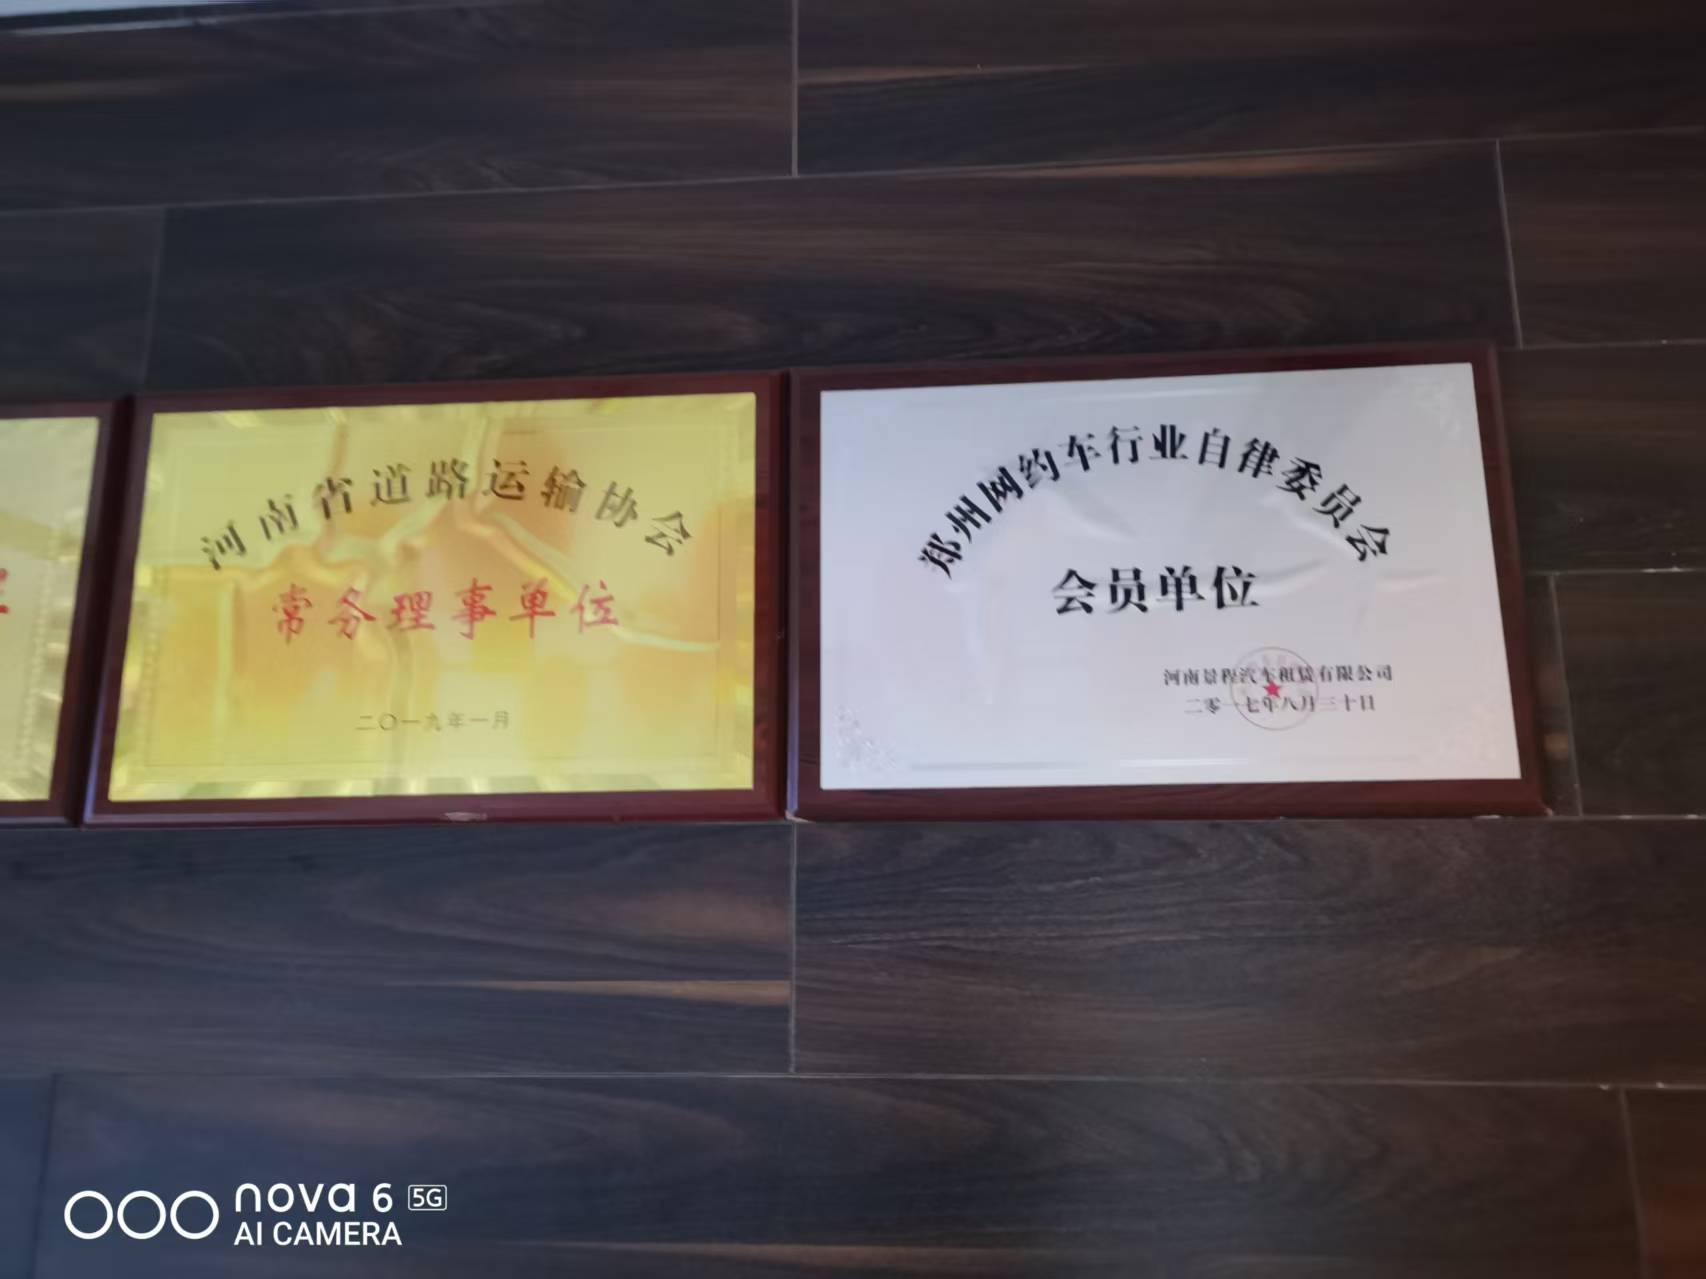 河南省道路运输协会
常务理事单位
二〇一九年一月
郑州网约车行业自律委员会
会员单位
河南景程汽车租赁有限公司
二零一七年八月三十日
nova 6 5G
AI CAMERA